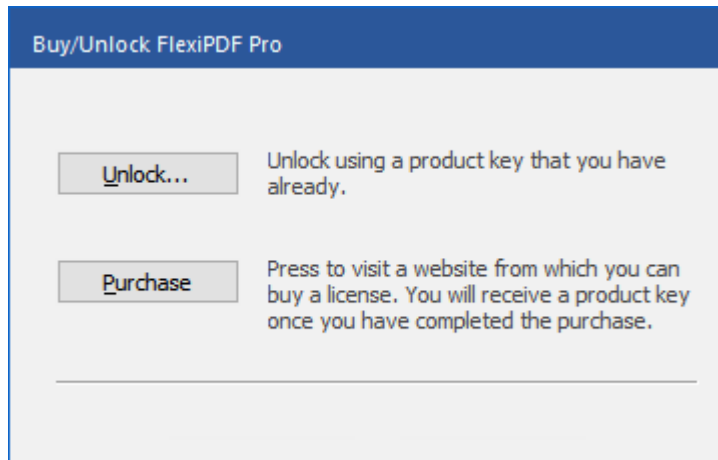 Buy/Unlock FlexiPDF Pro
Unlock...
Unlock using a product key that you have
already.
Purchase
Press to visit a website from which you can
buy a license. You will receive a product key
once you have completed the purchase.